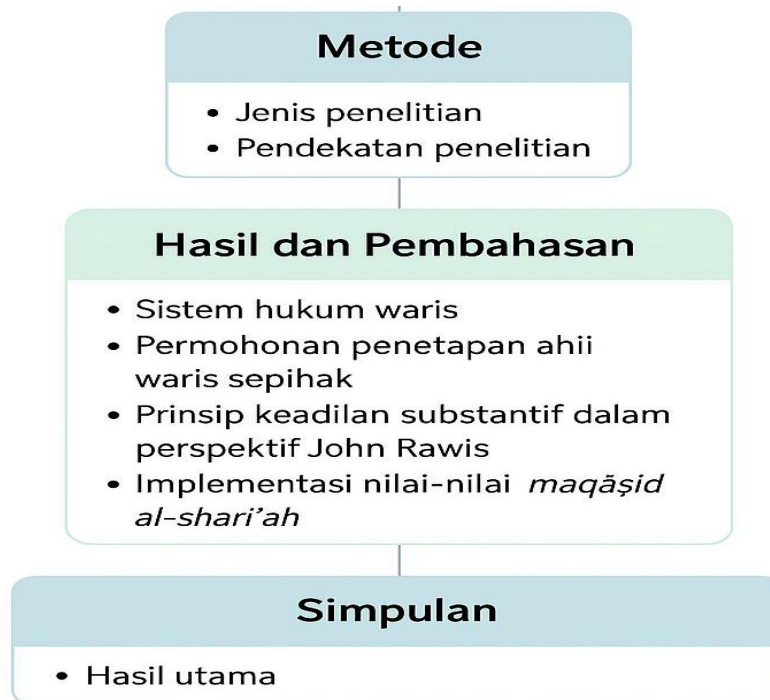 Metode
• Jenis penelitian
• Pendekatan penelitian
Hasil dan Pembahasan
• Sistem hukum waris
• Permohonan penetapan ahii
waris sepihak
• Prinsip keadilan substantif dalam
perspektif John Rawis
• Implementasi nilai-nilai maqāṣid
al-shari’ah
Simpulan
• Hasil utama